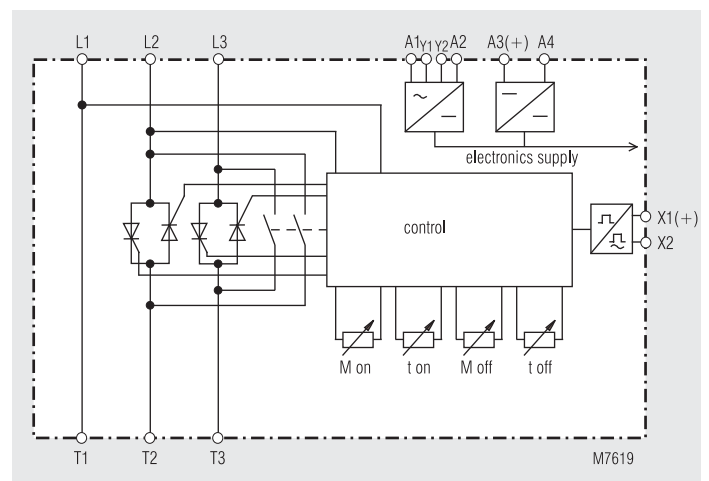 L1 L2 L3 A1 Y1 Y2 A2 A3(+) A4
electronics supply
control
X1(+)
X2
M on t on M off t off
T1 T2 T3
M7619